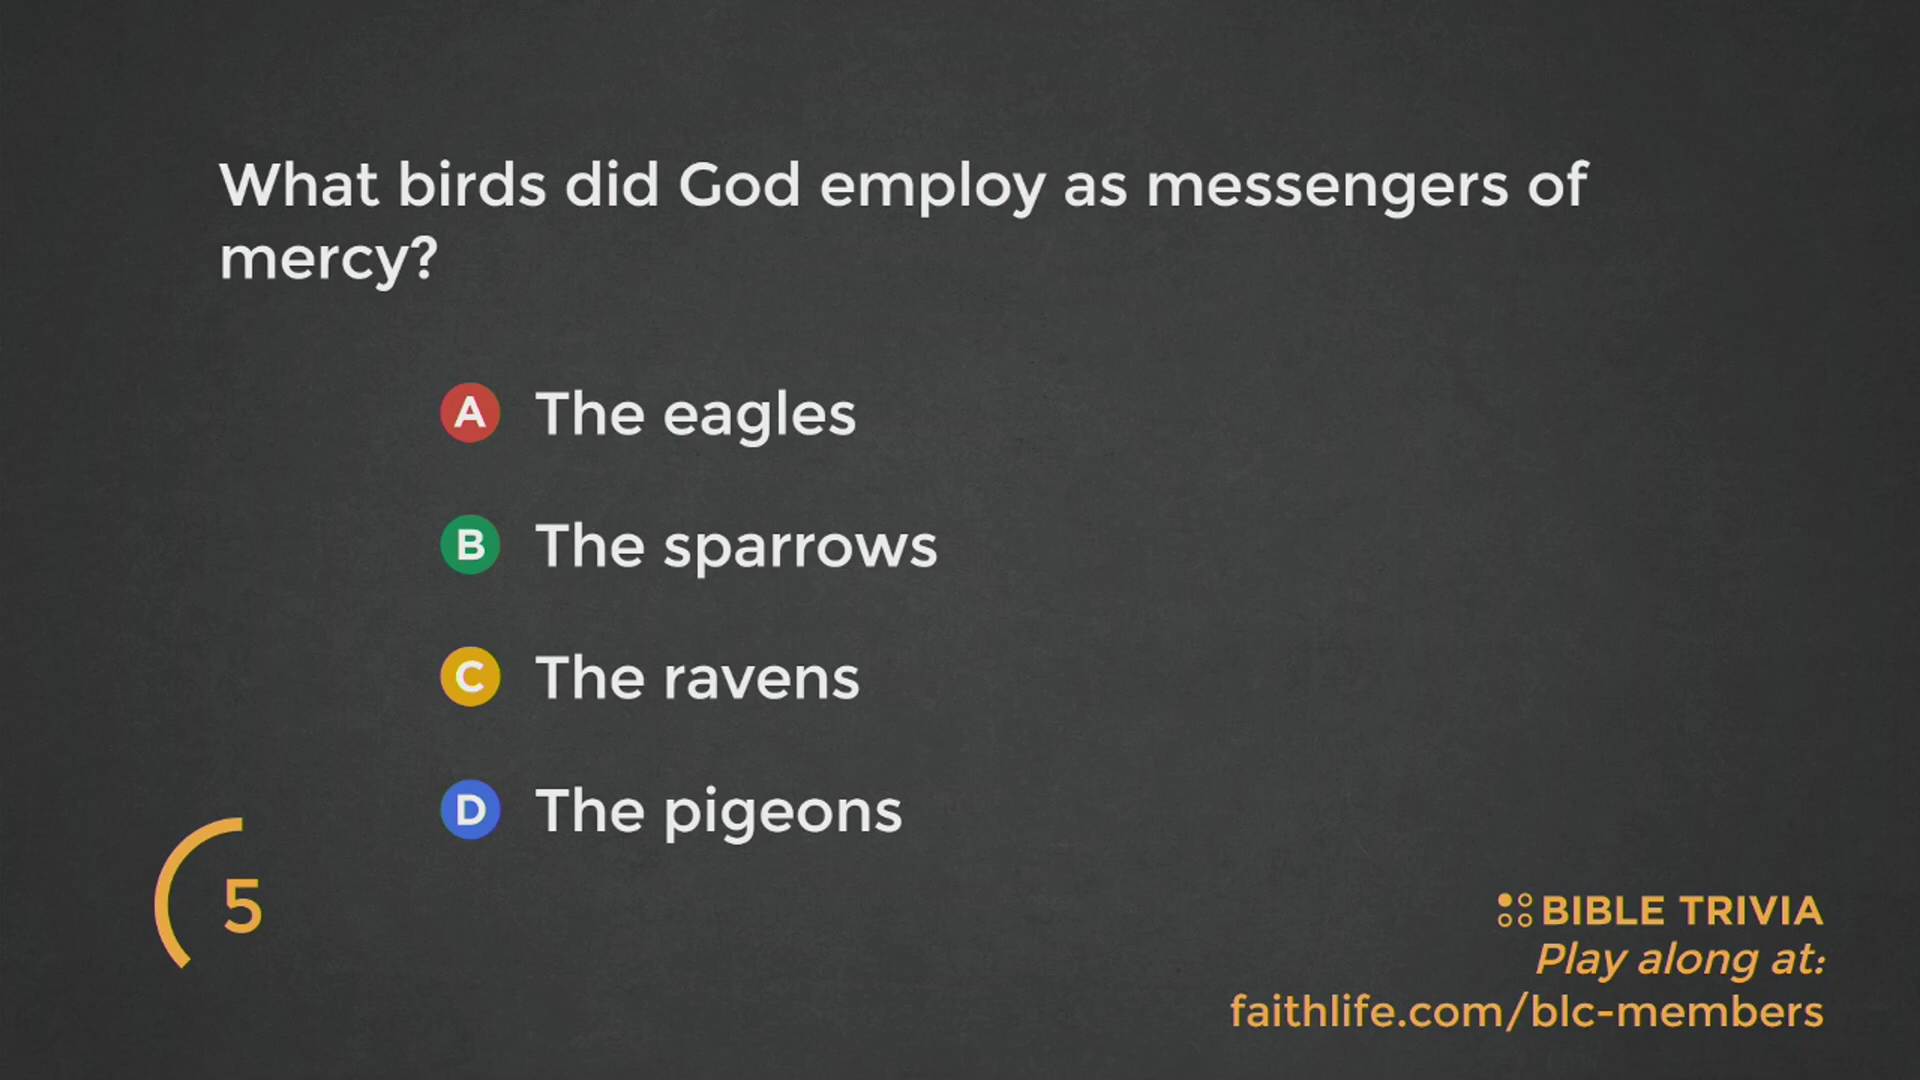 What birds did God employ as messengers of
mercy?
A The eagles
B The sparrows
C The ravens
D The pigeons
5
BIBLE TRIVIA
Play along at:
faithlife.com/blc-members